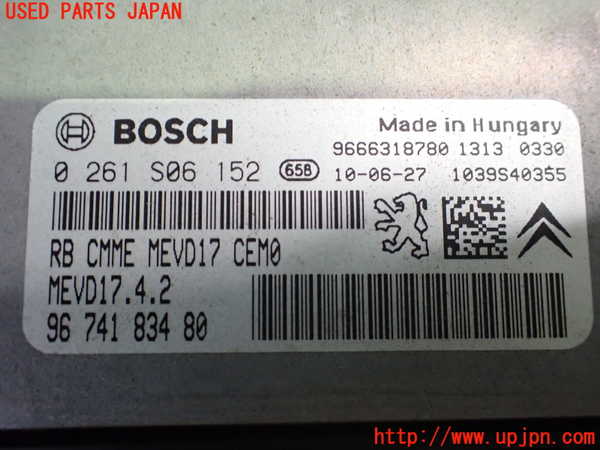 USED PARTS JAPAN
BOSCH
Made in Hungary
9666318780 1313 0330
0 261 S06 152 658 10-06-27 1039S40355
RB CMME MEVD17 CEM0
MEVD17.4.2
96 741 834 80
http://www.upjpn.com/